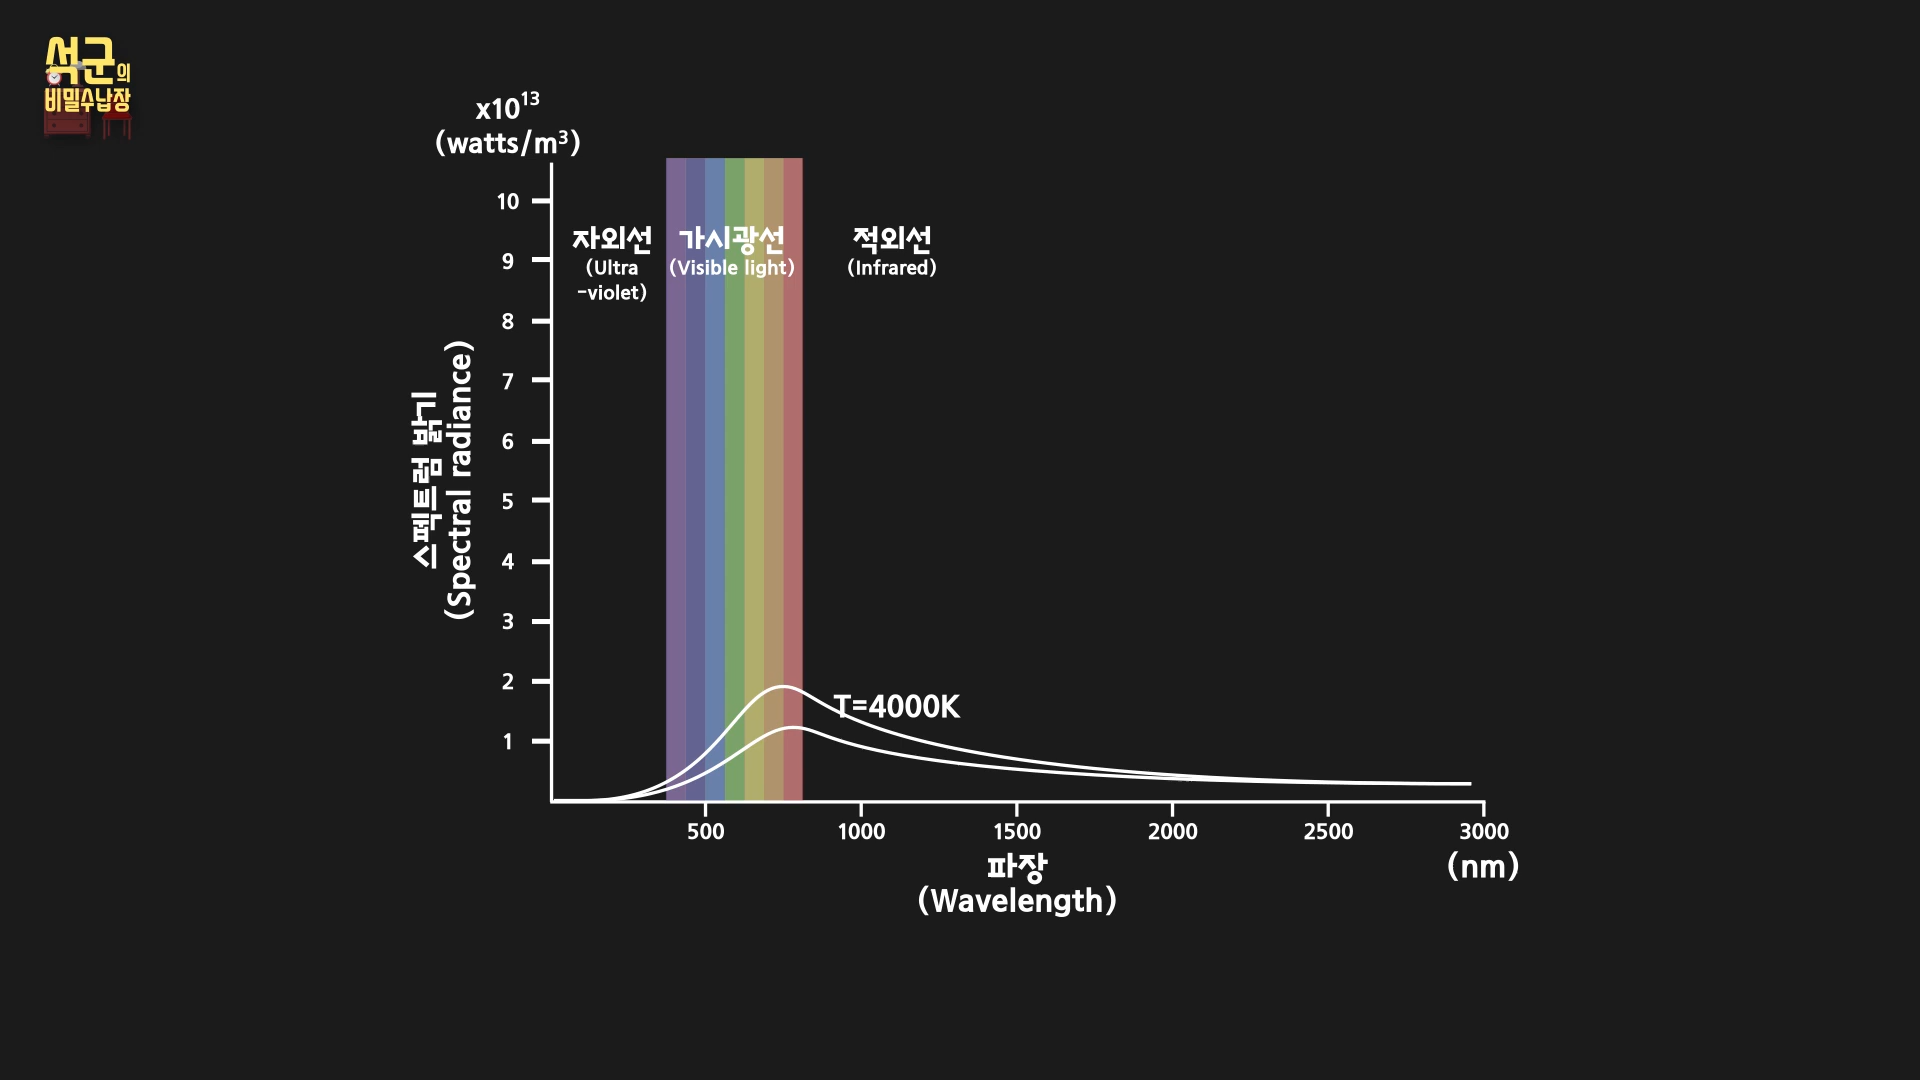 석군의
비밀수납장
x10¹³
(watts/m³)
10
9
8
7
6
5
4
3
2
1
스펙트럼 밝기
(Spectral radiance)
자외선
(Ultra
-violet)
가시광선
(Visible light)
적외선
(Infrared)
T=4000K
500
1000
1500
2000
2500
3000
(nm)
파장
(Wavelength)